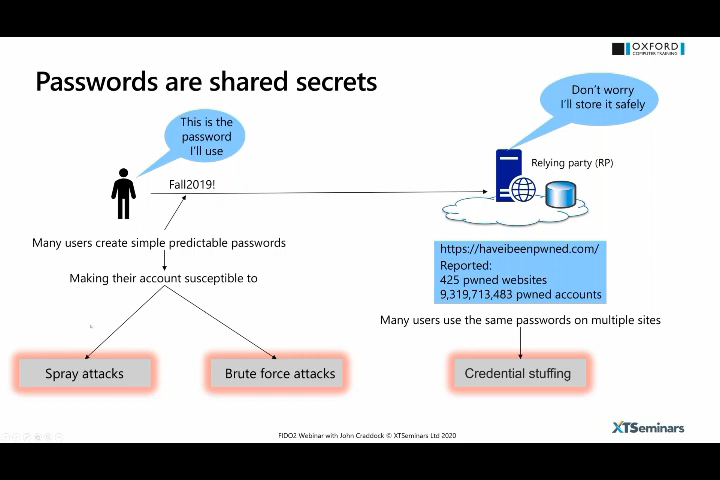 OXFORD
COMPUTER TRAINING
Passwords are shared secrets
This is the
password
I'll use
Don't worry
I'll store it safely
Relying party (RP)
Fall2019!
Many users create simple predictable passwords
Making their account susceptible to
https://haveibeenpwned.com/
Reported:
425 pwned websites
9,319,713,483 pwned accounts
Many users use the same passwords on multiple sites
Spray attacks
Brute force attacks
Credential stuffing
XTSeminars
FIDO2 Webinar with John Craddock © XTSeminars Ltd 2020